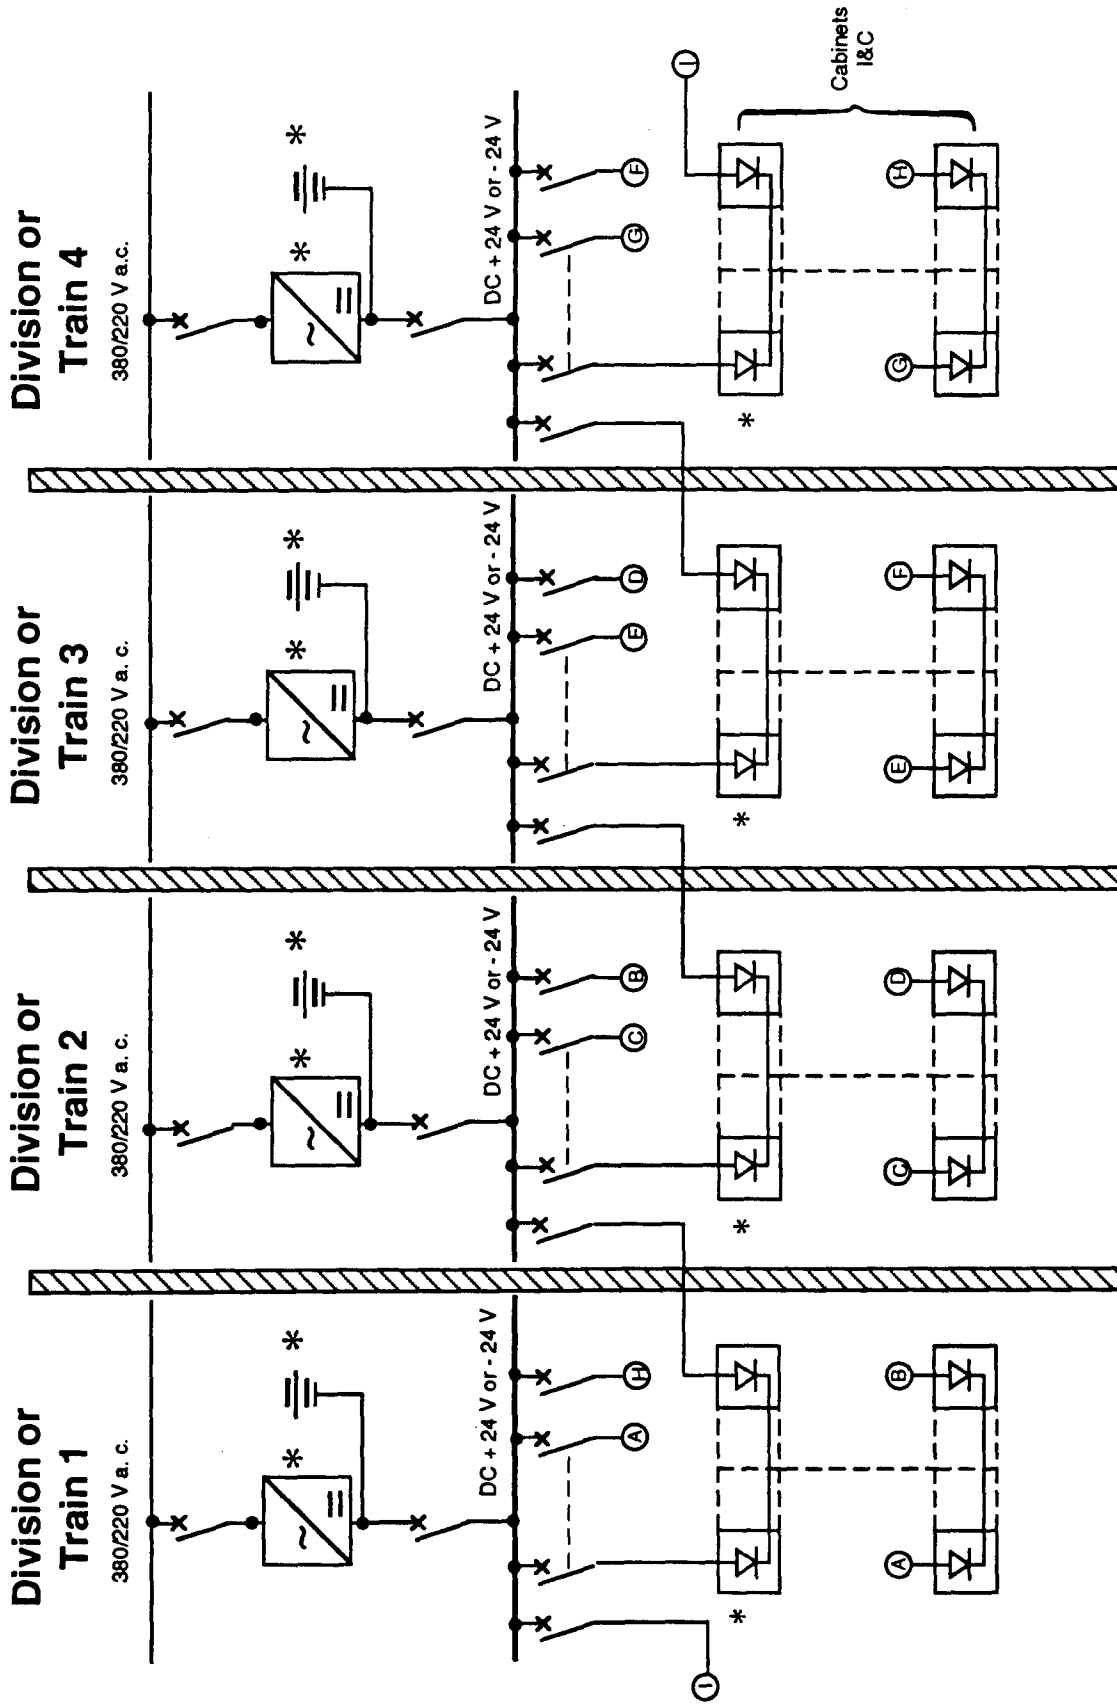 Division or
Train 1
380/220 V a. c.
Division or
Train 2
380/220 V a. c.
Division or
Train 3
380/220 V a. c.
Division or
Train 4
380/220 V a.c.
* *
* *
* *
* *
DC + 24 V or - 24 V
DC + 24 V or - 24 V
DC + 24 V or - 24 V
DC + 24 V or - 24 V
A H
C B
E D
G F
I
I
* * * *
A B
C D
E F
G H
Cabinets
I&C